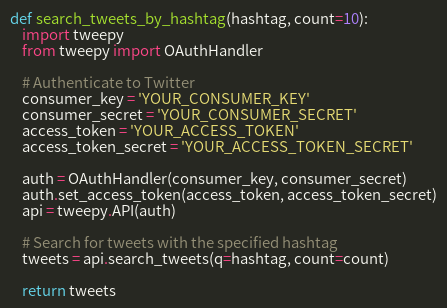 def search_tweets_by_hashtag(hashtag, count=10):
    import tweepy
    from tweepy import OAuthHandler

    # Authenticate to Twitter
    consumer_key = 'YOUR_CONSUMER_KEY'
    consumer_secret = 'YOUR_CONSUMER_SECRET'
    access_token = 'YOUR_ACCESS_TOKEN'
    access_token_secret = 'YOUR_ACCESS_TOKEN_SECRET'

    auth = OAuthHandler(consumer_key, consumer_secret)
    auth.set_access_token(access_token, access_token_secret)
    api = tweepy.API(auth)

    # Search for tweets with the specified hashtag
    tweets = api.search_tweets(q=hashtag, count=count)

    return tweets